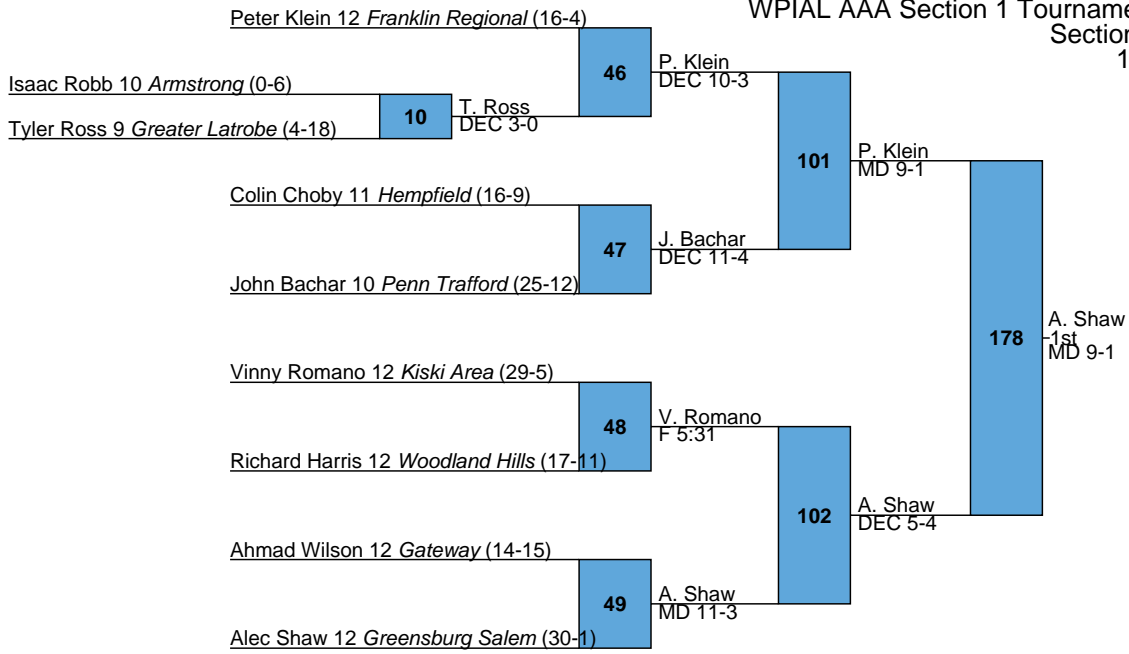 WPIAL AAA Section 1 Tourname
Section
1
Peter Klein 12 Franklin Regional (16-4)
46
P. Klein
DEC 10-3
Isaac Robb 10 Armstrong (0-6)
10
T. Ross
DEC 3-0
Tyler Ross 9 Greater Latrobe (4-18)
101
P. Klein
MD 9-1
Colin Choby 11 Hempfield (16-9)
47
J. Bachar
DEC 11-4
John Bachar 10 Penn Trafford (25-12)
178
A. Shaw
1st
MD 9-1
Vinny Romano 12 Kiski Area (29-5)
48
V. Romano
F 5:31
Richard Harris 12 Woodland Hills (17-11)
102
A. Shaw
DEC 5-4
Ahmad Wilson 12 Gateway (14-15)
49
A. Shaw
MD 11-3
Alec Shaw 12 Greensburg Salem (30-1)